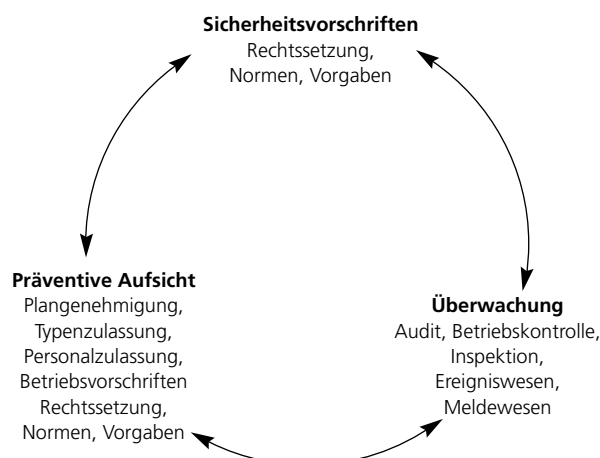 Sicherheitsvorschriften
Rechtssetzung,
Normen, Vorgaben
Präventive Aufsicht
Plangenehmigung,
Typenzulassung,
Personalzulassung,
Betriebsvorschriften
Rechtssetzung,
Normen, Vorgaben
Überwachung
Audit, Betriebskontrolle,
Inspektion,
Ereigniswesen,
Meldewesen